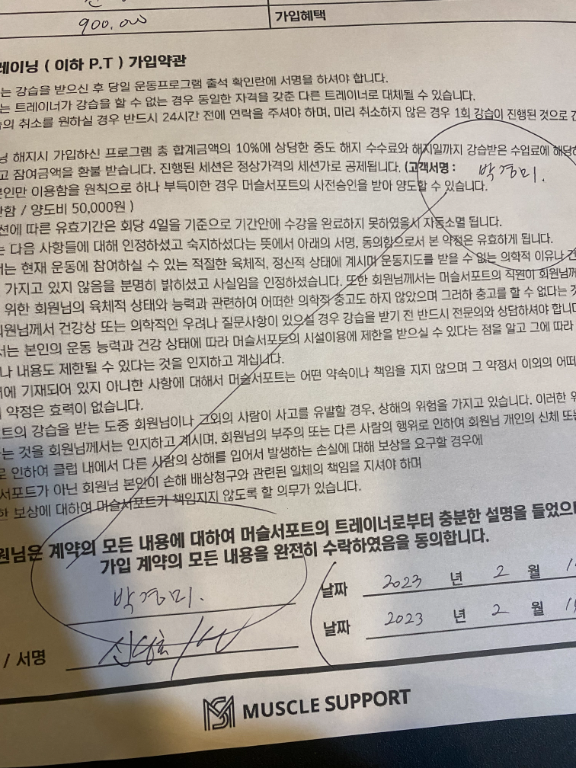 900,000
가입혜택
레이닝 ( 이하 P.T ) 가입약관
는 강습을 받으신 후 당일 운동프로그램 출석 확인란에 서명을 하셔야 합니다.
는 트레이너가 강습을 할 수 없는 경우 동일한 자격을 갖춘 다른 트레이너로 대체될 수 있습니다.
의 취소를 원하실 경우 반드시 24시간 전에 연락을 주셔야 하며, 미리 취소하지 않은 경우 1회 강습이 진행된 것으로
닝 해지시 가입하신 프로그램 총 합계금액의 10%에 상당한 중도 해지 수수료와 해지일까지 강습받은 수업료에 해당하
고 잠여금액을 환불 받습니다. 진행된 세션은 정상가격의 세션가로 공제됩니다. (고객서명 : 박경미.
본인만 이용함을 원칙으로 하나 부득이한 경우 머슬서포트의 사전승인을 받아 양도할 수 있습니다.
함 / 양도비 50,000원 )
션에 따른 유효기간은 회당 4일을 기준으로 기간안에 수강을 완료하지 못하였을시 자동소멸 됩니다.
는 다음 사항들에 대해 인정하셨고 숙지하셨다는 뜻에서 아래의 서명, 동의함으로서 본 약정은 유효하게 됩니다.
서는 현재 운동에 참여하실 수 있는 적절한 육체적, 정신적 상태에 계시며 운동지도를 받을 수 없는 의학적 이유나
가지고 있지 않음을 분명히 밝히셨고 사실임을 인정하셨습니다. 또한 회원님께서는 머슬서포트의 직원이 회원님께
위한 회원님의 육체적 상태와 능력과 관련하여 어떠한 의학적 충고도 하지 않았으며 그러하 충고를 할 수 없다는
회원님께서 건강상 또는 의학적인 우려나 질문사항이 있으실 경우 강습을 받기 전 반드시 전문의와 상담하셔야 합니다
서는 본인의 운동 능력과 건강 상태에 따라 머슬서포트의 시설이용에 제한을 받으실 수 있다는 점을 알고 그에 따라
나 내용도 제한될 수 있다는 것을 인지하고 계십니다.
에 기재되어 있지 아니한 사항에 대해서 머슬서포트는 어떤 약속이나 책임을 지지 않으며 그 약정서 이외의 어떠
약정은 효력이 없습니다.
트의 강습을 받는 도중 회원님이나 그외의 사람이 사고를 유발할 경우, 상해의 위험을 가지고 있습니다. 이러한
는 것을 회원님께서는 인지하고 계시며, 회원님의 부주의 또는 다른 사람의 행위로 인하여 회원님 개인의 신체 또는
로 인하여 클럽 내에서 다른 사람의 상해를 입어서 발생하는 손실에 대해 보상을 요구할 경우에
서포트가 아닌 회원님 본인이 손해 배상청구와 관련된 일체의 책임을 지셔야 하며
한 보상에 대하여 머슬서포트가 책임지지 않도록 할 의무가 있습니다.
원님은 계약의 모든 내용에 대하여 머슬서포트의 트레이너로부터 충분한 설명을 들었으며
가입 계약의 모든 내용을 완전히 수락하였음을 동의합니다.
박경미.
날짜 2023 년 2 월
/ 서명
날짜 2023 년 2 월
MUSCLE SUPPORT